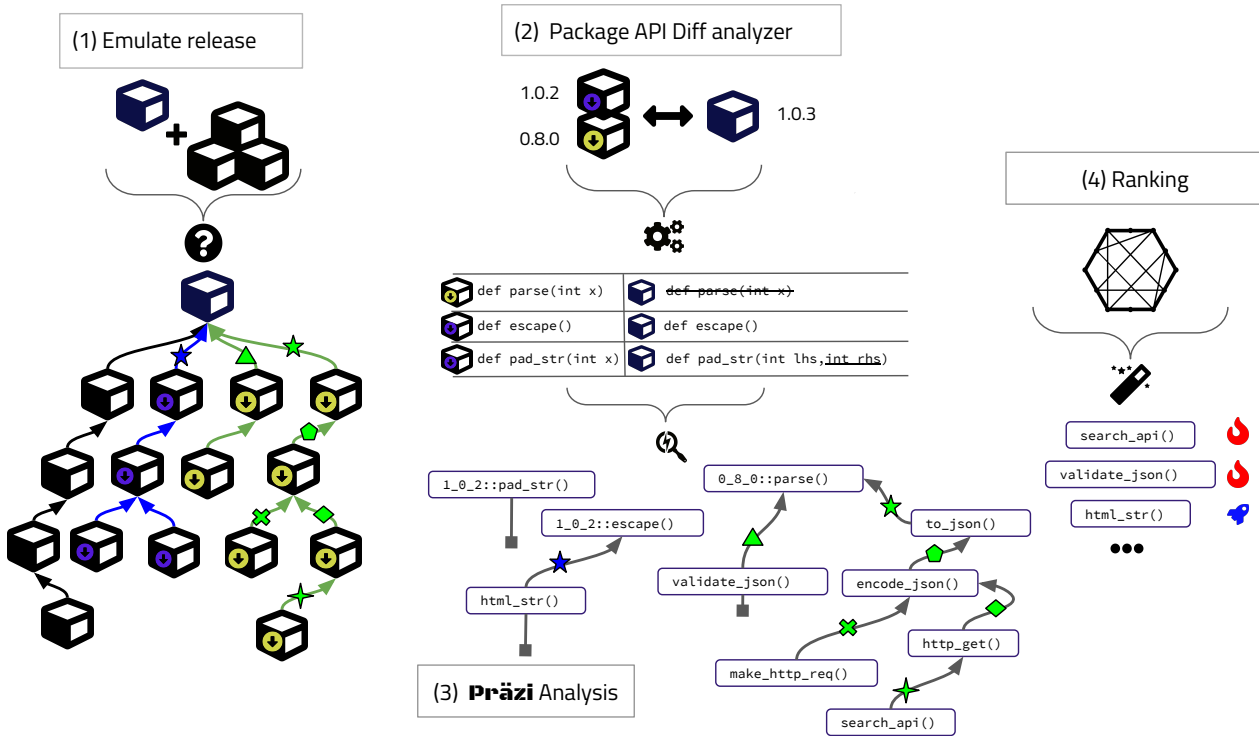 (1) Emulate release
(2) Package API Diff analyzer
1.0.2
0.8.0
1.0.3
(4) Ranking
?
def parse(int x)
def parse(int x)
def escape()
def escape()
def pad_str(int x)
def pad_str(int lhs,int rhs)
search_api()
validate_json()
html_str()
1_0_2::pad_str()
1_0_2::escape()
html_str()
0_8_0::parse()
to_json()
validate_json()
encode_json()
http_get()
make_http_req()
search_api()
(3) Präzi Analysis